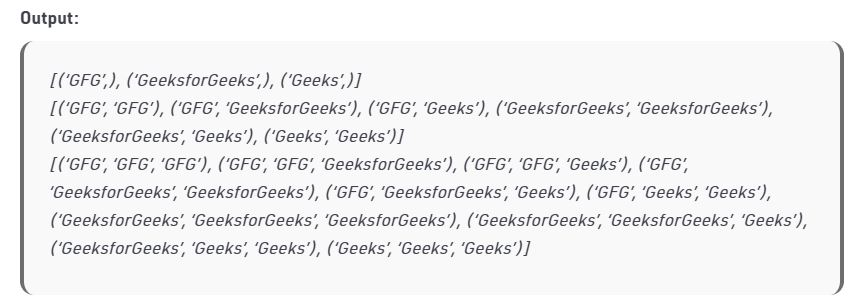 Output:
[(‘GFG’,), (‘GeeksforGeeks’,), (‘Geeks’,)]
[(‘GFG’, ‘GFG’), (‘GFG’, ‘GeeksforGeeks’), (‘GFG’, ‘Geeks’), (‘GeeksforGeeks’, ‘GeeksforGeeks’),
(‘GeeksforGeeks’, ‘Geeks’), (‘Geeks’, ‘Geeks’)]
[(‘GFG’, ‘GFG’, ‘GFG’), (‘GFG’, ‘GFG’, ‘GeeksforGeeks’), (‘GFG’, ‘GFG’, ‘Geeks’), (‘GFG’,
‘GeeksforGeeks’, ‘GeeksforGeeks’), (‘GFG’, ‘GeeksforGeeks’, ‘Geeks’), (‘GFG’, ‘Geeks’, ‘Geeks’),
(‘GeeksforGeeks’, ‘GeeksforGeeks’, ‘GeeksforGeeks’), (‘GeeksforGeeks’, ‘GeeksforGeeks’, ‘Geeks’),
(‘GeeksforGeeks’, ‘Geeks’, ‘Geeks’), (‘Geeks’, ‘Geeks’, ‘Geeks’)]